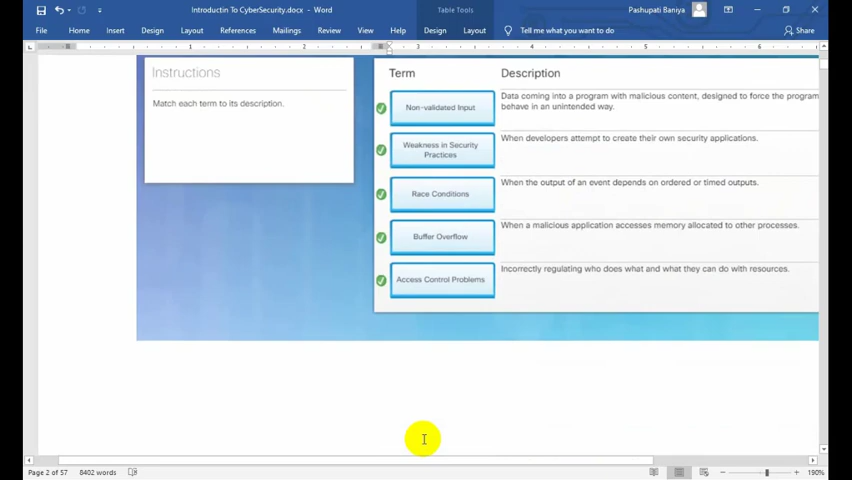 Introductin To CyberSecurity.docx - Word
Table Tools
Pashupati Baniya
File Home Insert Design Layout References Mailings Review View Help Design Layout Tell me what you want to do Share
1 2 3 4 5 6
Instructions
Match each term to its description.
Term Description
Non-validated Input
Data coming into a program with malicious content, designed to force the program
behave in an unintended way.
Weakness in Security
Practices
When developers attempt to create their own security applications.
Race Conditions
When the output of an event depends on ordered or timed outputs.
Buffer Overflow
When a malicious application accesses memory allocated to other processes.
Access Control Problems
Incorrectly regulating who does what and what they can do with resources.
Page 2 of 57 8402 words 190%